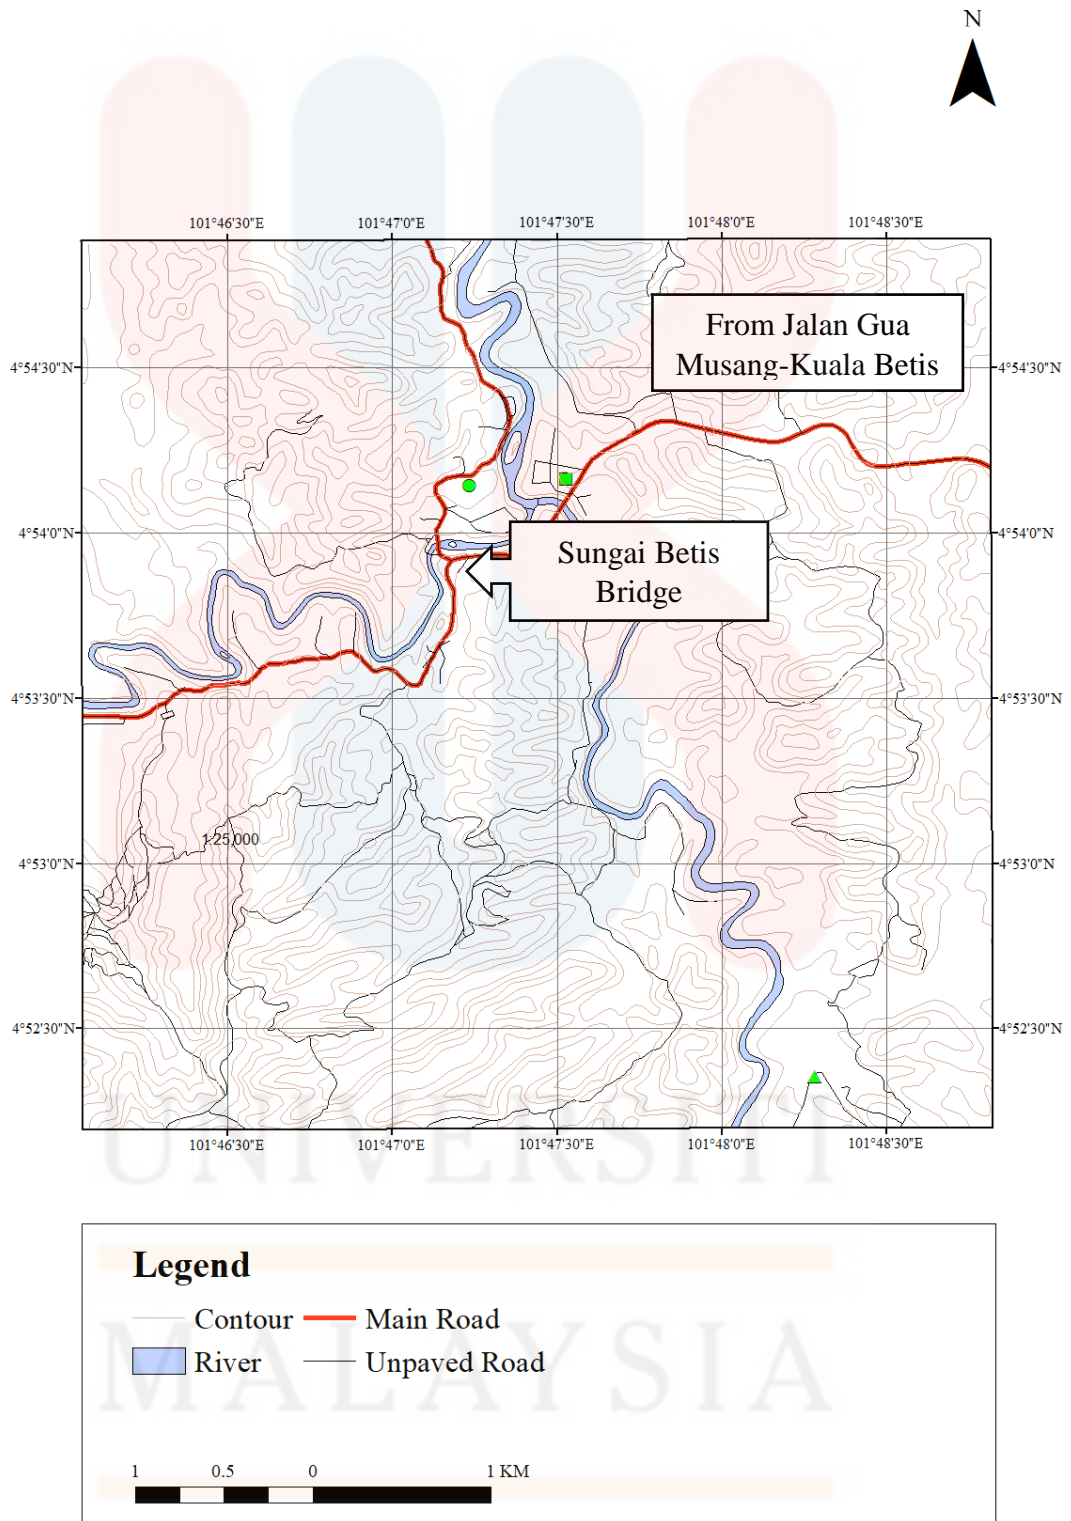 N
101°46'30"E 101°47'0"E 101°47'30"E 101°48'0"E 101°48'30"E
From Jalan Gua
Musang-Kuala Betis
4°54'30"N 4°54'30"N
4°54'0"N 4°54'0"N
Sungai Betis
Bridge
4°53'30"N 4°53'30"N
1:25,000
4°53'0"N 4°53'0"N
4°52'30"N 4°52'30"N
UNIVERSITI
101°46'30"E 101°47'0"E 101°47'30"E 101°48'0"E 101°48'30"E
Legend
Contour Main Road
River Unpaved Road
MALAYSIA
1 0.5 0 1 KM